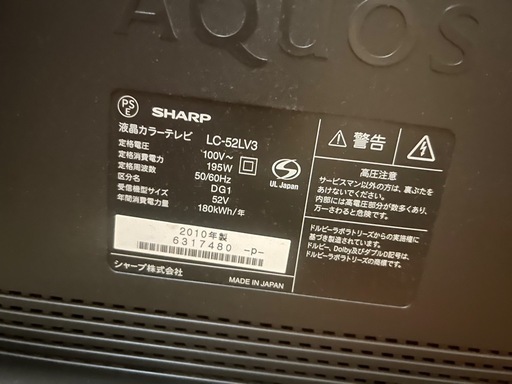 AQUOS
PS
E
SHARP
液晶カラーテレビ LC-52LV3
定格電圧 100V~
定格消費電力 195W
定格周波数 50/60Hz
区分名 DG1
受信機型サイズ 52V
年間消費電力量 180kWh/年
UL Japan
2010年製
6317480 -P-
シャープ株式会社
MADE IN JAPAN
警告
高圧注意
サービスマン以外の方は、裏ぶたを
あけないでください。
内部には高電圧部分が数多くあり、
万一さわると危険です。
ドルビーラボラトリーズからの実施権に
基づき製造されています。
ドルビー、Dolby及びダブルD記号は、
ドルビーラボラトリーズの商標です。